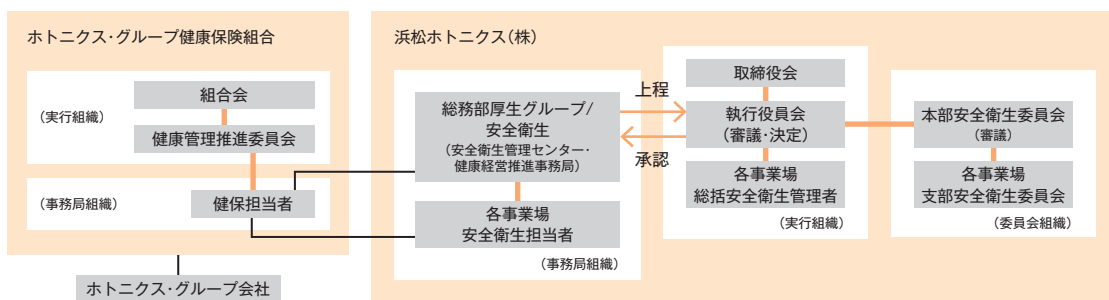 ホトニクス・グループ健康保険組合
(実行組織)
組合会
健康管理推進委員会
(事務局組織)
健保担当者
ホトニクス・グループ会社
浜松ホトニクス(株)
総務部厚生グループ/
安全衛生
(安全衛生管理センター・
健康経営推進事務局)
各事業場
安全衛生担当者
(事務局組織)
上程
承認
取締役会
執行役員会
(審議・決定)
各事業場
総括安全衛生管理者
(実行組織)
本部安全衛生委員会
(審議)
各事業場
支部安全衛生委員会
(委員会組織)